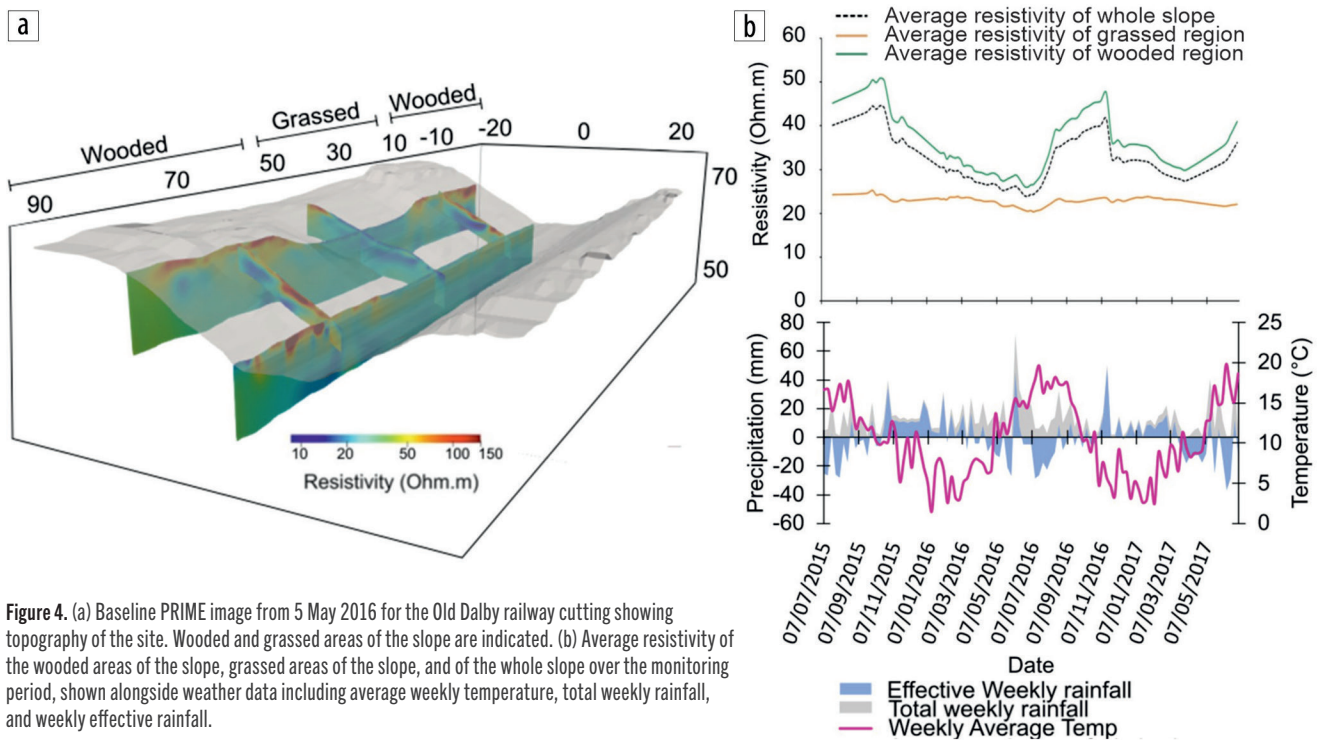 a
Wooded
Grassed
Wooded
90
70
50
30
10
-10
-20
0
20
70
50
10 20 50 100 150
Resistivity (Ohm.m)
b
Average resistivity of whole slope
Average resistivity of grassed region
Average resistivity of wooded region
Resistivity (Ohm.m)
60
50
40
30
20
10
0
Precipitation (mm)
80
60
40
20
0
-20
-40
-60
25
20
15
10
5
0
Temperature (°C)
07/07/2015
07/09/2015
07/11/2015
07/01/2016
07/03/2016
07/05/2016
07/07/2016
07/09/2016
07/11/2016
07/01/2017
07/03/2017
07/05/2017
Date
Effective Weekly rainfall
Total weekly rainfall
Weekly Average Temp
Figure 4. (a) Baseline PRIME image from 5 May 2016 for the Old Dalby railway cutting showing
topography of the site. Wooded and grassed areas of the slope are indicated. (b) Average resistivity of
the wooded areas of the slope, grassed areas of the slope, and of the whole slope over the monitoring
period, shown alongside weather data including average weekly temperature, total weekly rainfall,
and weekly effective rainfall.